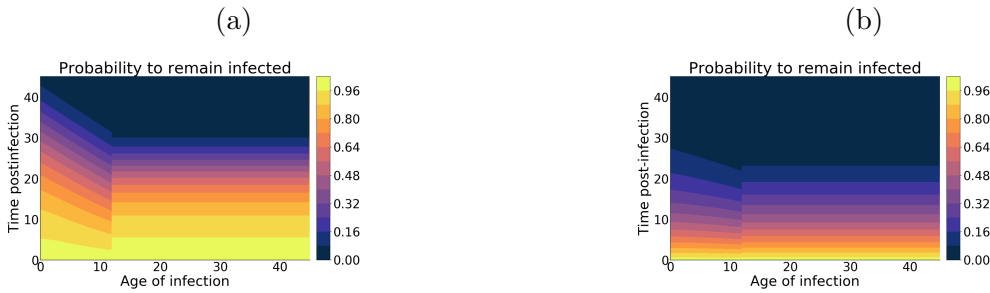 (a)
(b)
Probability to remain infected
Time postinfection
40
30
20
10
0
0 10 20 30 40
Age of infection
0.96
0.80
0.64
0.48
0.32
0.16
0.00
Probability to remain infected
Time post-infection
40
30
20
10
0
0 10 20 30 40
Age of infection
0.96
0.80
0.64
0.48
0.32
0.16
0.00